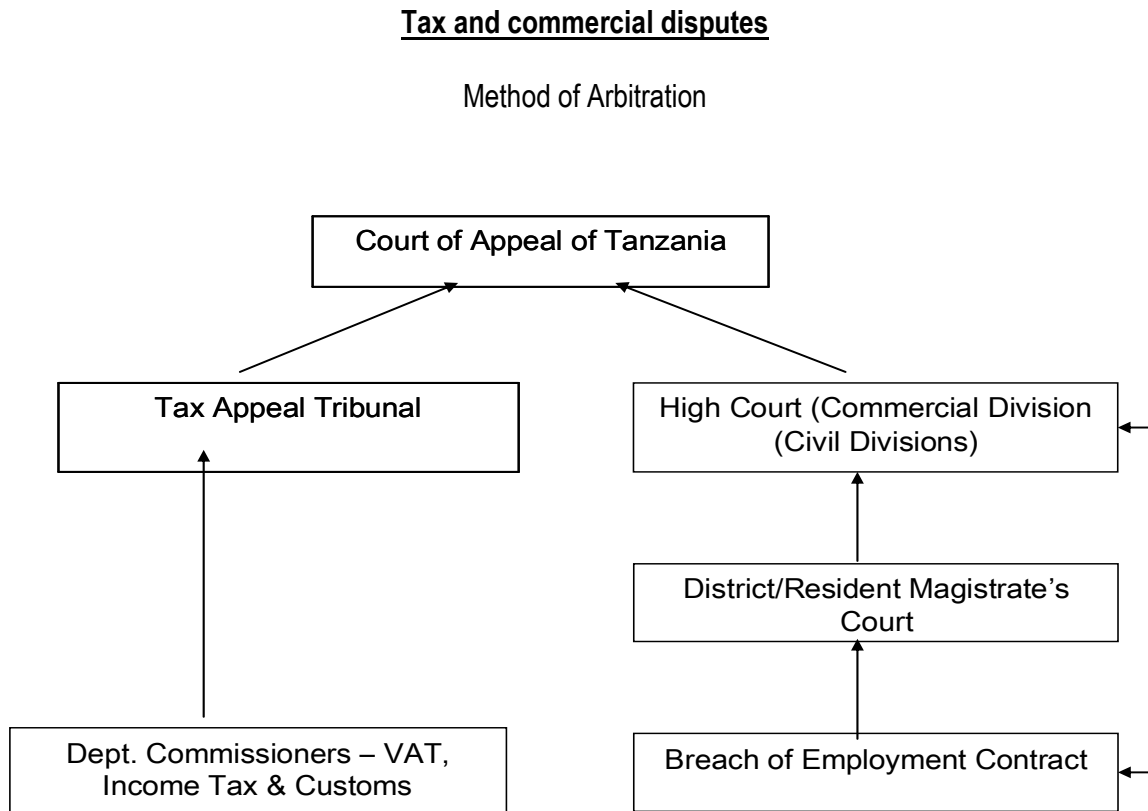 Tax and commercial disputes
Method of Arbitration
Court of Appeal of Tanzania
Tax Appeal Tribunal
High Court (Commercial Division
(Civil Divisions)
District/Resident Magistrate’s
Court
Dept. Commissioners – VAT,
Income Tax & Customs
Breach of Employment Contract